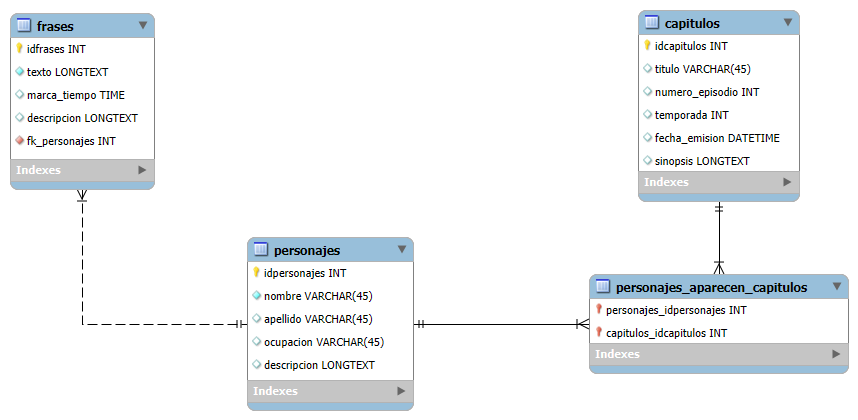 frases
idfrases INT
texto LONGTEXT
marca_tiempo TIME
descripcion LONGTEXT
fk_personajes INT
Indexes
capitulos
idcapitulos INT
titulo VARCHAR(45)
numero_episodio INT
temporada INT
fecha_emision DATETIME
sinopsis LONGTEXT
Indexes
personajes
idpersonajes INT
nombre VARCHAR(45)
apellido VARCHAR(45)
ocupacion VARCHAR(45)
descripcion LONGTEXT
Indexes
personajes_aparecen_capitulos
personajes_idpersonajes INT
capitulos_idcapitulos INT
Indexes